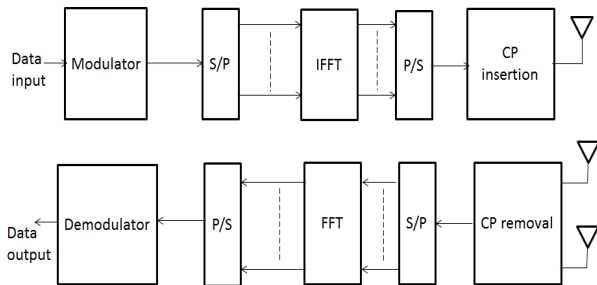 Data
input
Modulator
S/P
IFFT
P/S
CP
insertion
Demodulator
P/S
FFT
S/P
CP removal
Data
output